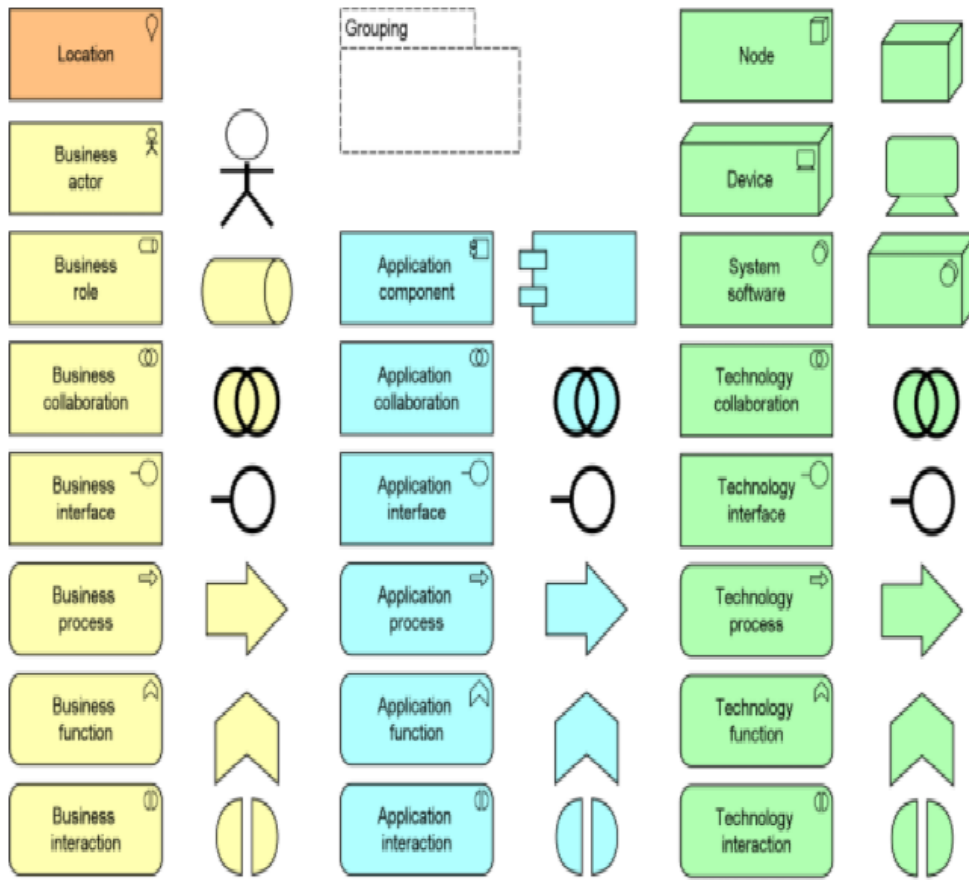 Location
Grouping
Node
Business
actor
Device
Business
role
Application
component
System
software
Business
collaboration
Application
collaboration
Technology
collaboration
Business
interface
Application
interface
Technology
interface
Business
process
Application
process
Technology
process
Business
function
Application
function
Technology
function
Business
interaction
Application
interaction
Technology
interaction